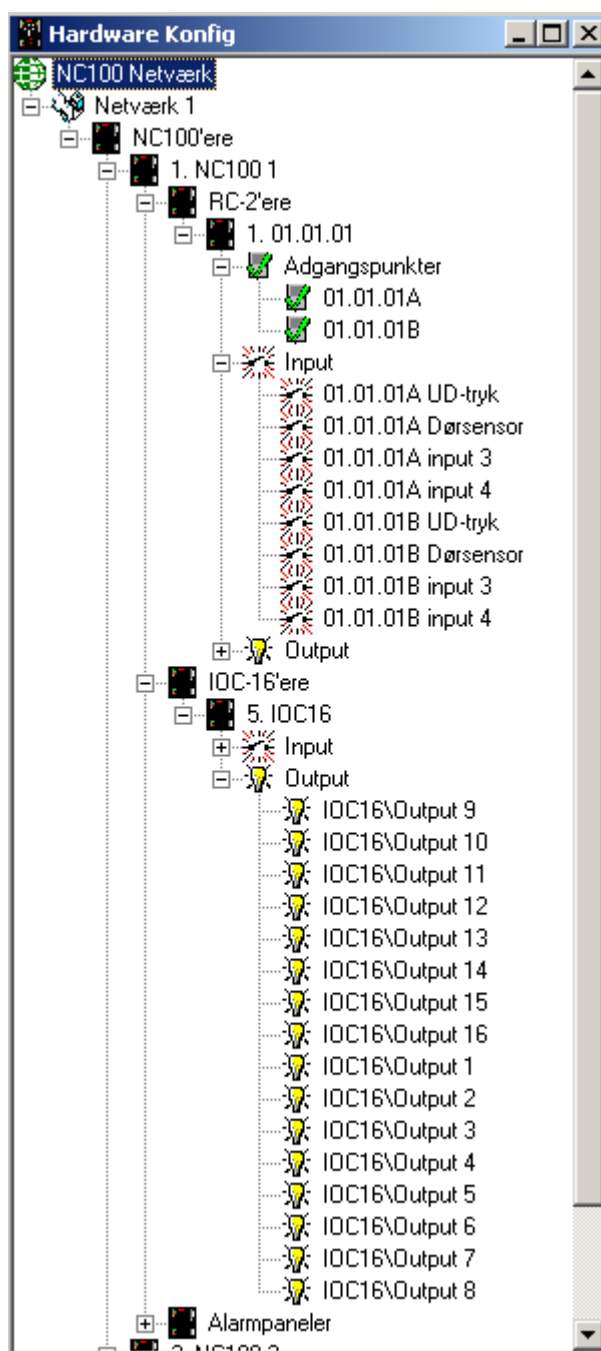 Hardware Konfig
NC100 Netværk
Netværk 1
NC100'ere
1. NC100 1
RC-2'ere
1. 01.01.01
Adgangspunkter
01.01.01A
01.01.01B
Input
01.01.01A UD-tryk
01.01.01A Dørsensor
01.01.01A input 3
01.01.01A input 4
01.01.01B UD-tryk
01.01.01B Dørsensor
01.01.01B input 3
01.01.01B input 4
Output
IOC-16'ere
5. IOC16
Input
Output
IOC16\Output 9
IOC16\Output 10
IOC16\Output 11
IOC16\Output 12
IOC16\Output 13
IOC16\Output 14
IOC16\Output 15
IOC16\Output 16
IOC16\Output 1
IOC16\Output 2
IOC16\Output 3
IOC16\Output 4
IOC16\Output 5
IOC16\Output 6
IOC16\Output 7
IOC16\Output 8
Alarmpaneler